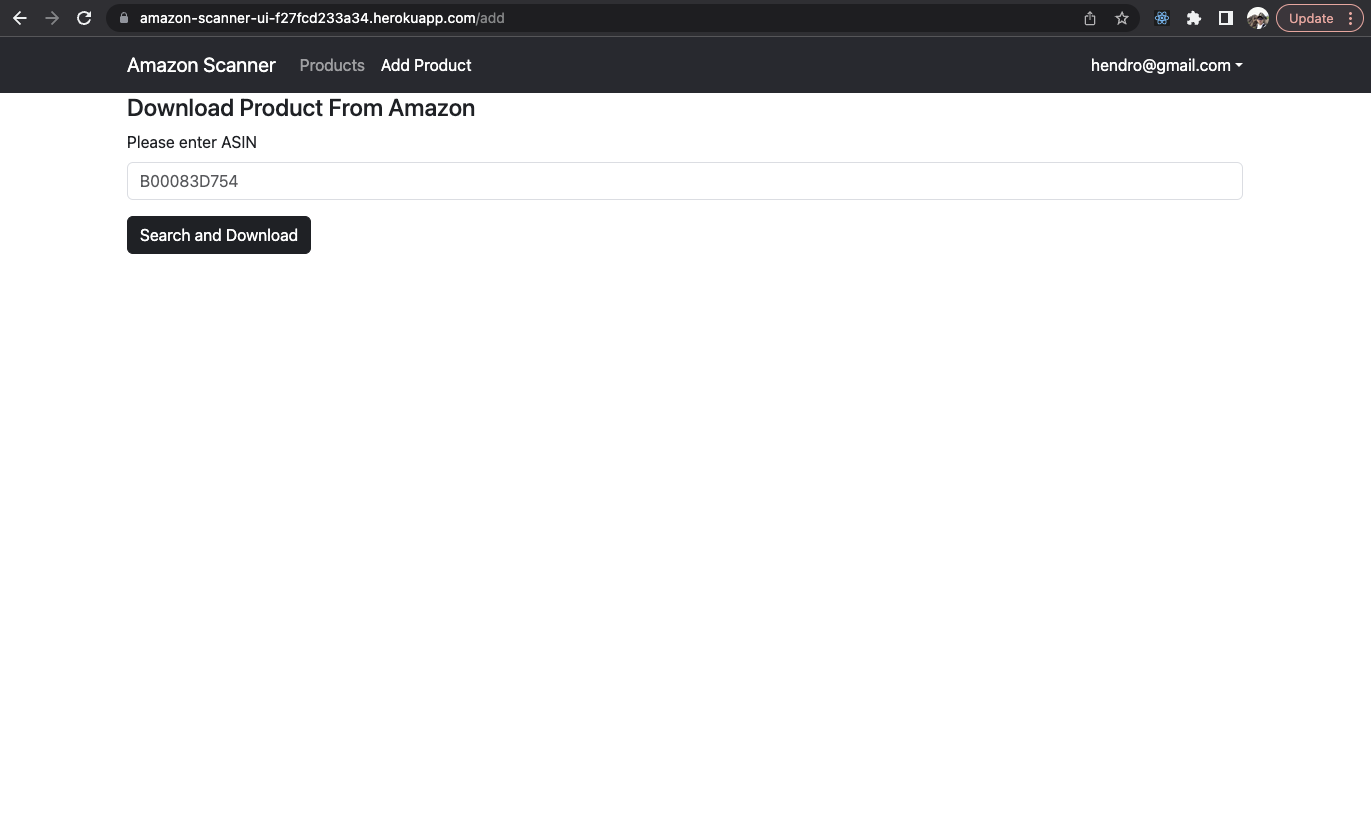 amazon-scanner-ui-f27fcd233a34.herokuapp.com/add
Update
Amazon Scanner Products Add Product hendro@gmail.com
Download Product From Amazon
Please enter ASIN
B00083D754
Search and Download